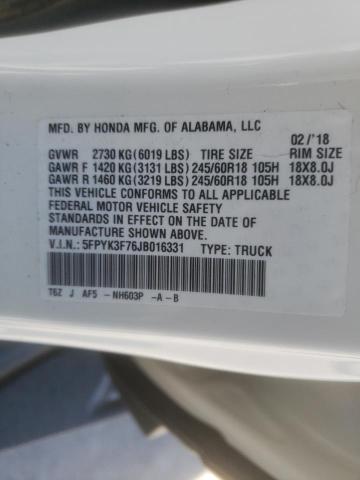 MFD. BY HONDA MFG. OF ALABAMA, LLC
02/'18
GVWR 2730 KG (6019 LBS) TIRE SIZE RIM SIZE
GAWR F 1420 KG (3131 LBS) 245/60R18 105H 18X8.0J
GAWR R 1460 KG (3219 LBS) 245/60R18 105H 18X8.0J
THIS VEHICLE CONFORMS TO ALL APPLICABLE
FEDERAL MOTOR VEHICLE SAFETY
STANDARDS IN EFFECT ON THE DATE OF
MANUFACTURE SHOWN ABOVE.
V.I.N.: 5FPYK3F76JB016331 TYPE: TRUCK
T6Z J AF5 - NH603P -A-B